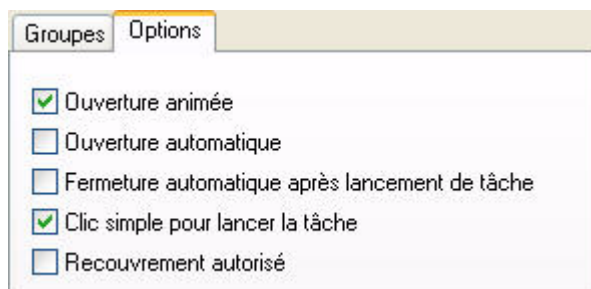 Groupes Options
Ouverture animée
Ouverture automatique
Fermeture automatique après lancement de tâche
Clic simple pour lancer la tâche
Recouvrement autorisé